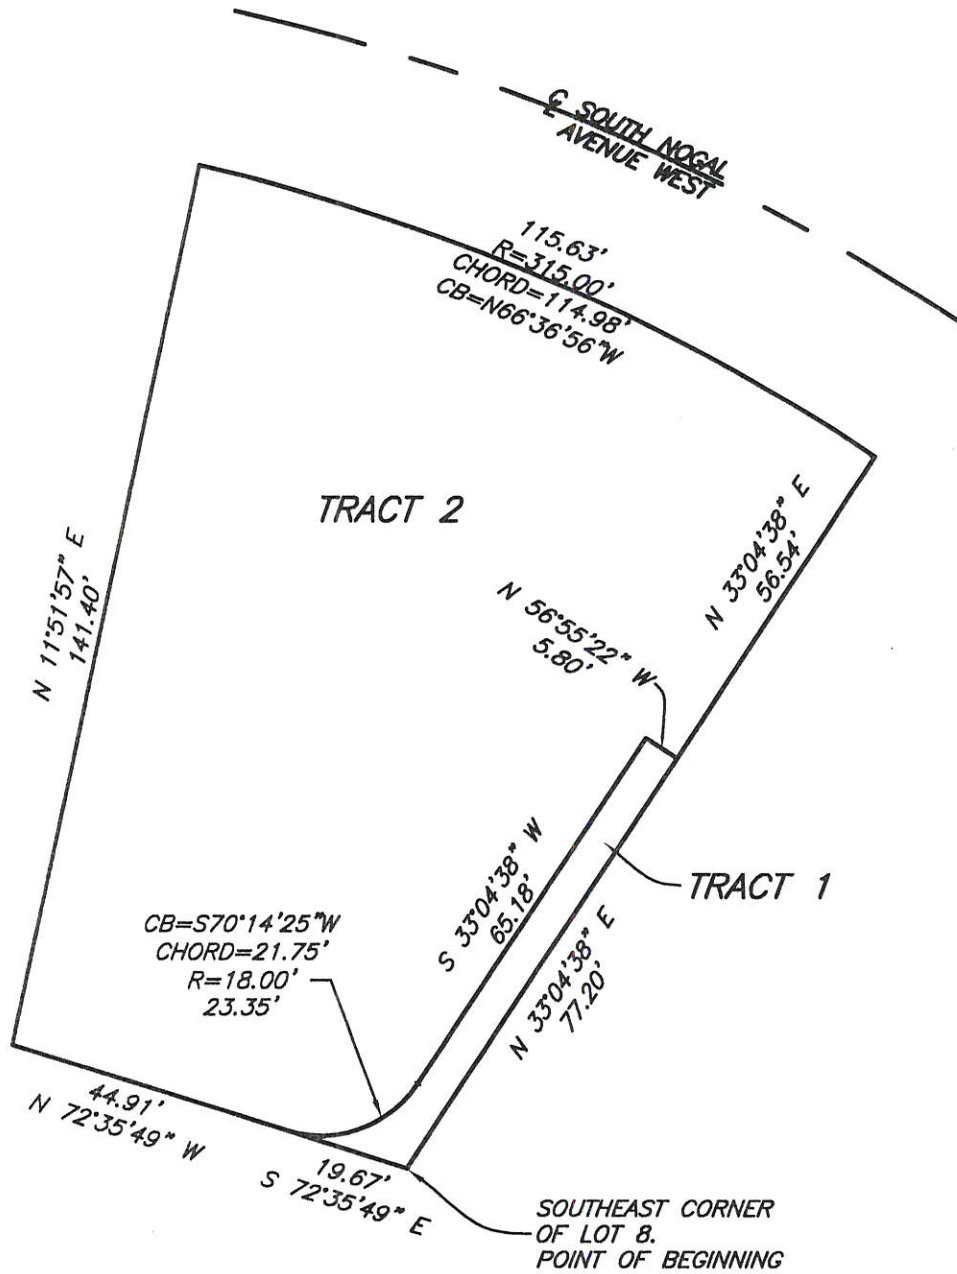 ℄ SOUTH NOGAL
AVENUE WEST
115.63'
R=315.00'
CHORD=114.98'
CB=N66°36'56"W
TRACT 2
N 11°51'57" E
141.40'
N 33°04'38" E
56.54'
N 56°55'22" W
5.80'
S 33°04'38" W
65.18'
TRACT 1
N 33°04'38" E
77.20'
CB=S70°14'25"W
CHORD=21.75'
R=18.00'
23.35'
44.91'
N 72°35'49" W
19.67'
S 72°35'49" E
SOUTHEAST CORNER
OF LOT 8.
POINT OF BEGINNING